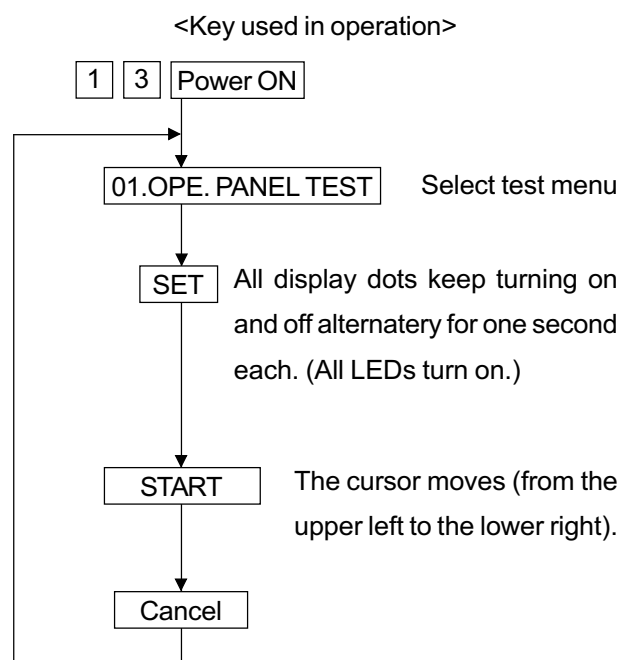 <Key used in operation>
1 3 Power ON
01.OPE. PANEL TEST Select test menu
SET All display dots keep turning on
and off alternatery for one second
each. (All LEDs turn on.)
START The cursor moves (from the
upper left to the lower right).
Cancel